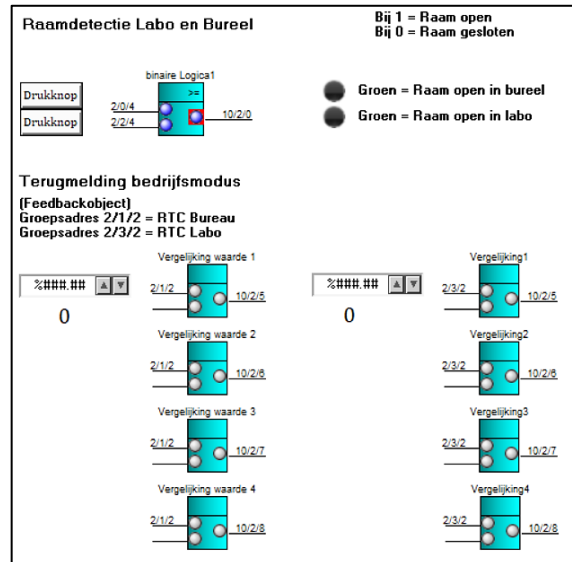 Raamdetectie Labo en Bureel
Bij 1 = Raam open
Bij 0 = Raam gesloten
binaire Logica1
Drukknop
Drukknop
>=
2/0/4
2/2/4
10/2/0
Groen = Raam open in bureel
Groen = Raam open in labo
Terugmelding bedrijfsmodus
(Feedbackobject)
Groepsadres 2/1/2 = RTC Bureau
Groepsadres 2/3/2 = RTC Labo
%###.##
0
Vergelijking waarde 1
2/1/2
10/2/5
%###.##
0
Vergelijking1
2/3/2
10/2/5
Vergelijking waarde 2
2/1/2
10/2/6
Vergelijking2
2/3/2
10/2/6
Vergelijking waarde 3
2/1/2
10/2/7
Vergelijking3
2/3/2
10/2/7
Vergelijking waarde 4
2/1/2
10/2/8
Vergelijking4
2/3/2
10/2/8